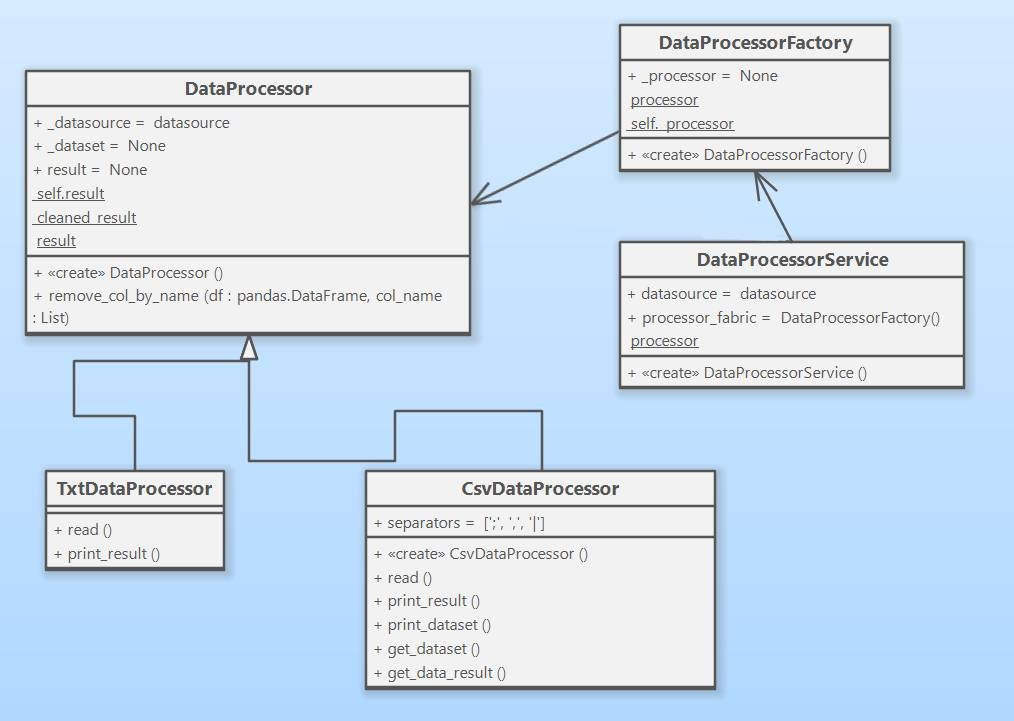 DataProcessor
+ _datasource = datasource
+ _dataset = None
+ result = None
self.result
cleaned_result
result
+ «create» DataProcessor ()
+ remove_col_by_name (df : pandas.DataFrame, col_name
: List)
DataProcessorFactory
+ _processor = None
processor
self._processor
+ «create» DataProcessorFactory ()
DataProcessorService
+ datasource = datasource
+ processor_fabric = DataProcessorFactory()
processor
+ «create» DataProcessorService ()
TxtDataProcessor
+ read ()
+ print_result ()
CsvDataProcessor
+ separators = [';', ',', '|']
+ «create» CsvDataProcessor ()
+ read ()
+ print_result ()
+ print_dataset ()
+ get_dataset ()
+ get_data_result ()